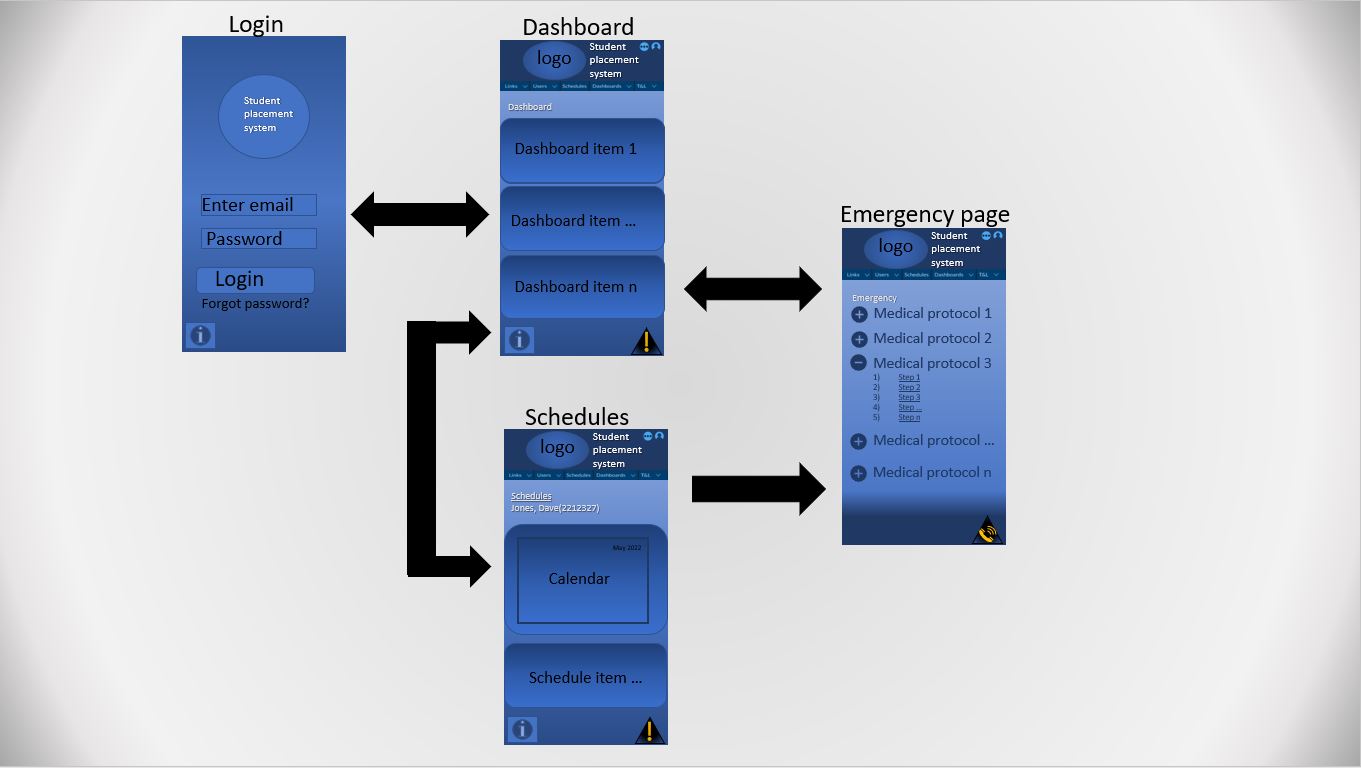 Login
Student
placement
system
Enter email
Password
Login
Forgot password?
Dashboard
logo
Student
placement
system
Links Users Schedules Dashboards T&L
Dashboard
Dashboard item 1
Dashboard item ...
Dashboard item n
Schedules
logo
Student
placement
system
Links Users Schedules Dashboards T&L
Schedules
Jones, Dave(2212327)
May 2022
Calendar
Schedule item ...
Emergency page
logo
Student
placement
system
Links Users Schedules Dashboards T&L
Emergency
Medical protocol 1
Medical protocol 2
Medical protocol 3
1) Step 1
2) Step 2
3) Step 3
4) Step ...
5) Step n
Medical protocol ...
Medical protocol n